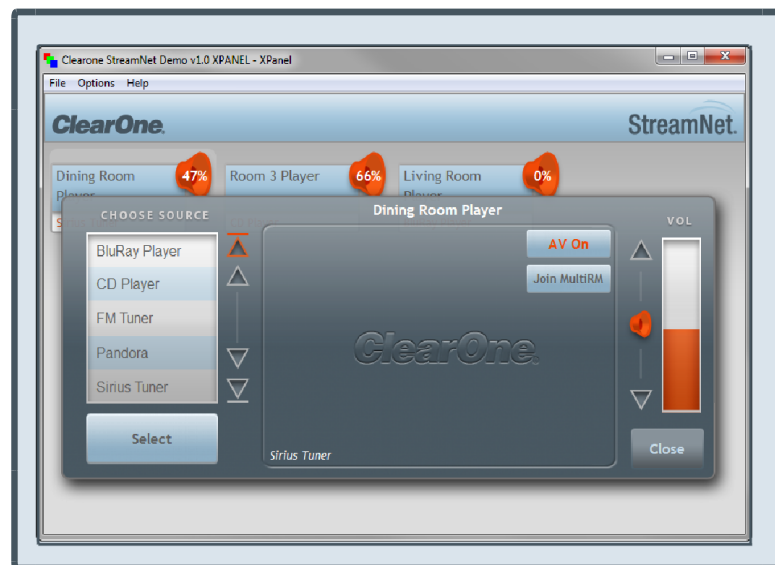 Clearone StreamNet Demo v1.0 XPANEL - XPanel
File Options Help
ClearOne.
StreamNet.
Dining Room
47%
Room 3 Player
66%
Living Room
0%
Player
Player
CHOOSE SOURCE
Dining Room Player
VOL
BluRay Player
CD Player
FM Tuner
Pandora
Sirius Tuner
AV On
Join MultiRM
ClearOne.
Select
Sirius Tuner
Close